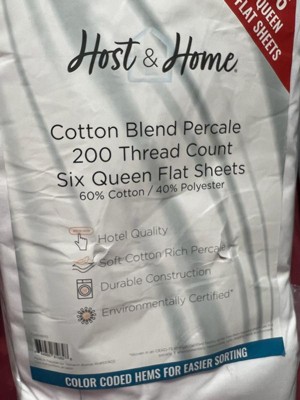 QUEEN
FLAT SHEETS
Host & Home
Cotton Blend Percale
200 Thread Count
Six Queen Flat Sheets
60% Cotton / 40% Polyester
Hotel Quality
Soft Cotton Rich Percale
Durable Construction
Environmentally Certified*
COLOR CODED HEMS FOR EASIER SORTING